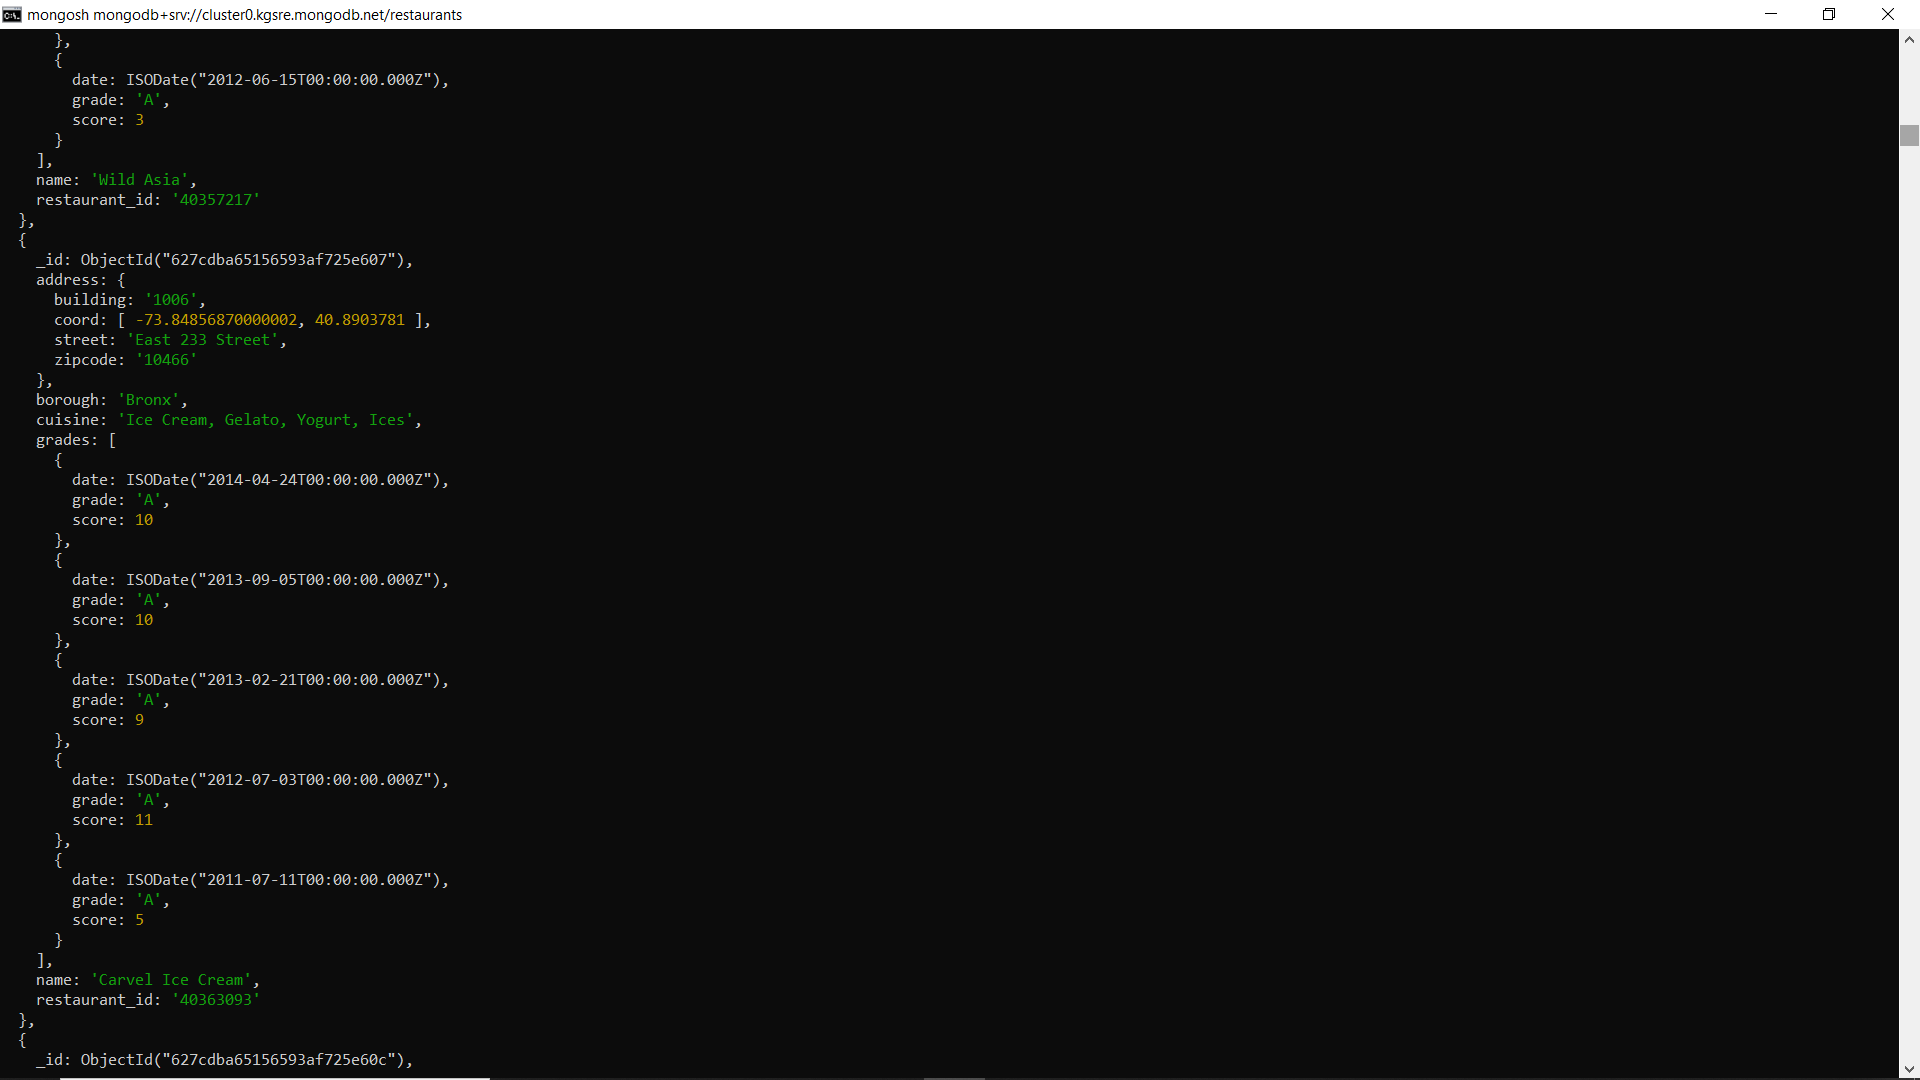 mongosh mongodb+srv://cluster0.kgsre.mongodb.net/restaurants
},
{
date: ISODate("2012-06-15T00:00:00.000Z"),
grade: 'A',
score: 3
}
],
name: 'Wild Asia',
restaurant_id: '40357217'
},
{
_id: ObjectId("627cdba65156593af725e607"),
address: {
building: '1006',
coord: [ -73.84856870000002, 40.8903781 ],
street: 'East 233 Street',
zipcode: '10466'
},
borough: 'Bronx',
cuisine: 'Ice Cream, Gelato, Yogurt, Ices',
grades: [
{
date: ISODate("2014-04-24T00:00:00.000Z"),
grade: 'A',
score: 10
},
{
date: ISODate("2013-09-05T00:00:00.000Z"),
grade: 'A',
score: 10
},
{
date: ISODate("2013-02-21T00:00:00.000Z"),
grade: 'A',
score: 9
},
{
date: ISODate("2012-07-03T00:00:00.000Z"),
grade: 'A',
score: 11
},
{
date: ISODate("2011-07-11T00:00:00.000Z"),
grade: 'A',
score: 5
}
],
name: 'Carvel Ice Cream',
restaurant_id: '40363093'
},
{
_id: ObjectId("627cdba65156593af725e60c"),